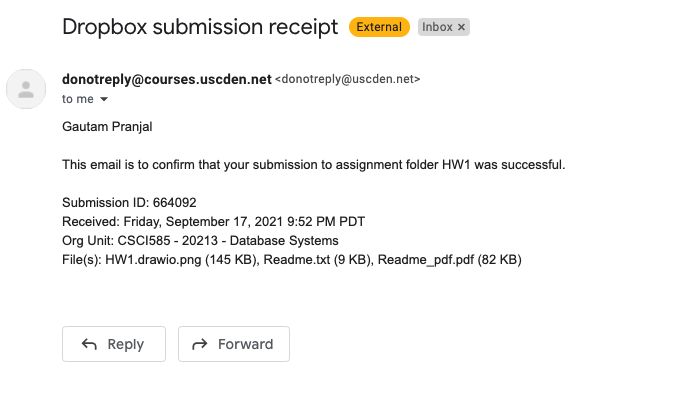 Dropbox submission receipt External Inbox ×
donotreply@courses.uscden.net <donotreply@uscden.net>
to me
Gautam Pranjal
This email is to confirm that your submission to assignment folder HW1 was successful.
Submission ID: 664092
Received: Friday, September 17, 2021 9:52 PM PDT
Org Unit: CSCI585 - 20213 - Database Systems
File(s): HW1.drawio.png (145 KB), Readme.txt (9 KB), Readme_pdf.pdf (82 KB)
Reply Forward